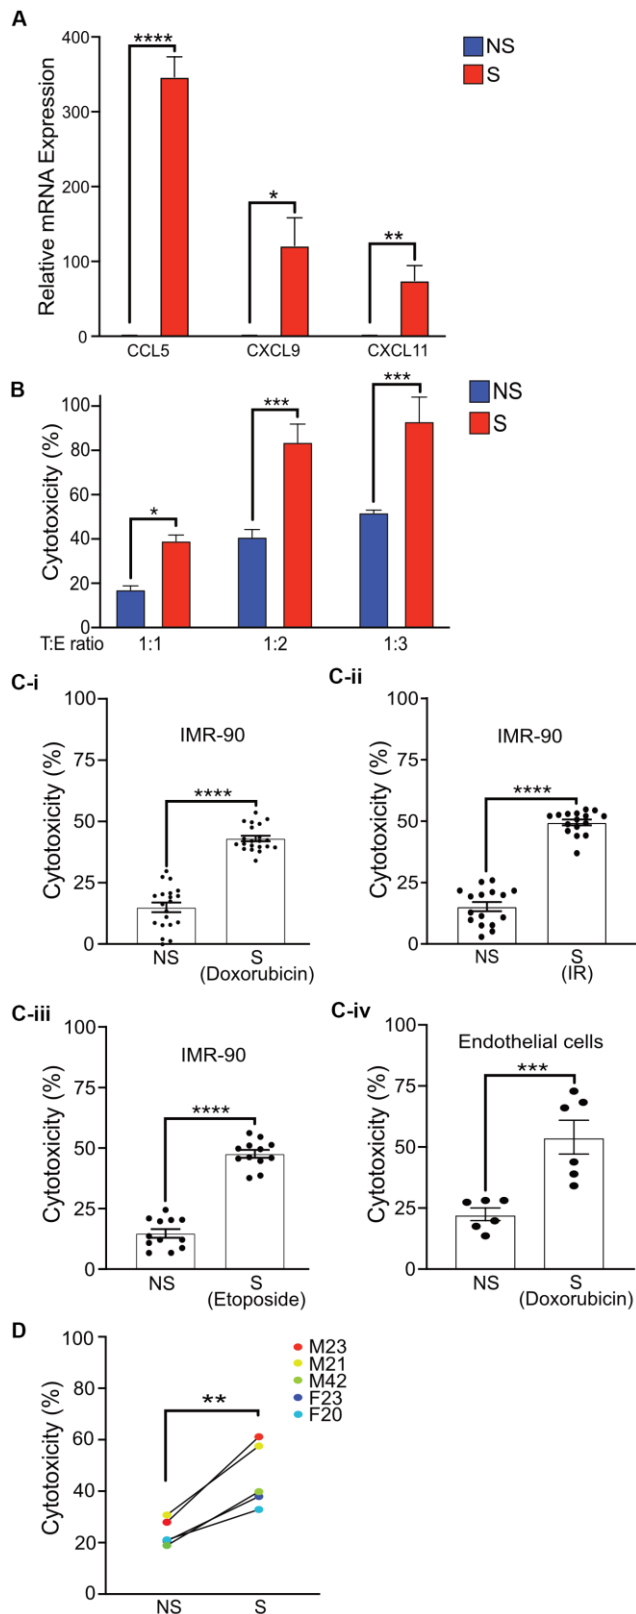 A
Relative mRNA Expression
400
300
200
100
0
****
*
**
NS
S
CCL5 CXCL9 CXCL11
B
Cytotoxicity (%)
100
80
60
40
20
0
*
***
***
NS
S
T:E ratio 1:1 1:2 1:3
C-i
Cytotoxicity (%)
100
75
50
25
0
IMR-90
****
NS S
(Doxorubicin)
C-ii
Cytotoxicity (%)
100
75
50
25
0
IMR-90
****
NS S
(IR)
C-iii
Cytotoxicity (%)
100
75
50
25
0
IMR-90
****
NS S
(Etoposide)
C-iv
Cytotoxicity (%)
100
75
50
25
0
Endothelial cells
***
NS S
(Doxorubicin)
D
Cytotoxicity (%)
100
80
60
40
20
0
**
M23
M21
M42
F23
F20
NS S